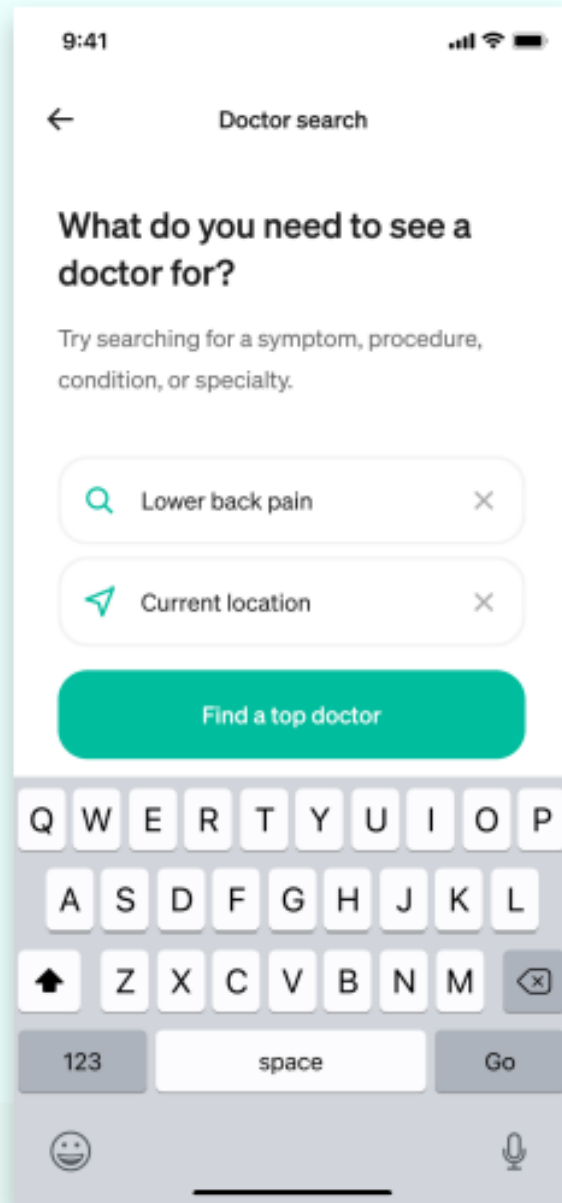 9:41
Doctor search
What do you need to see a
doctor for?
Try searching for a symptom, procedure,
condition, or specialty.
Lower back pain
Current location
Find a top doctor
Q W E R T Y U I O P
A S D F G H J K L
Z X C V B N M
123 space Go